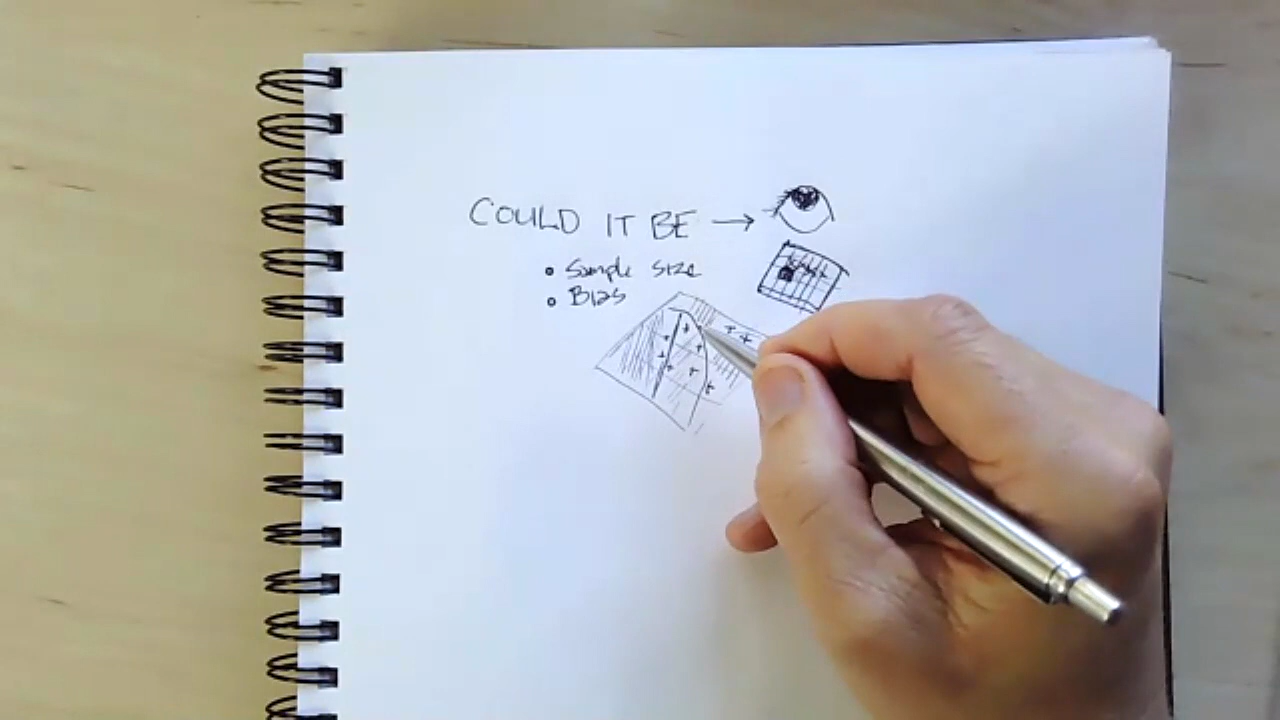 COULD IT BE →
• Sample size
• Bias